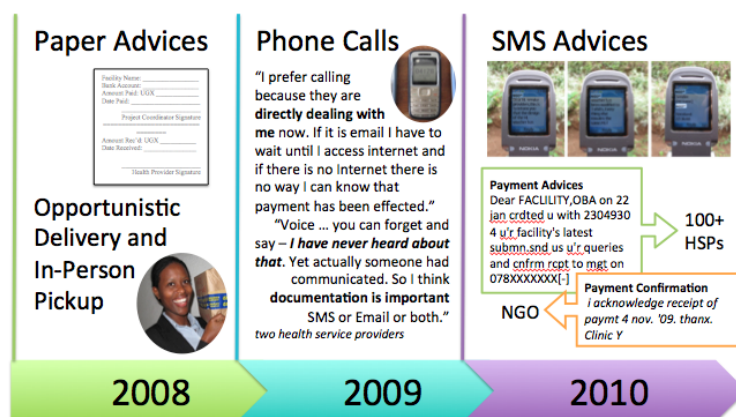 Paper Advices
Facility Name:
Bank Account:
Amount Paid: UGX
Date Paid:
Project Coordinator Signature
Amount Rec'd: UGX
Date Received:
Health Provider Signature
Opportunistic
Delivery and
In-Person
Pickup
2008
Phone Calls
“I prefer calling
because they are
directly dealing with
me now. If it is email I have to
wait until I access internet and
if there is no Internet there is
no way I can know that
payment has been effected.”
“Voice ... you can forget and
say – I have never heard about
that. Yet actually someone had
communicated. So I think
documentation is important
SMS or Email or both.”
two health service providers
2009
SMS Advices
NOKIA
NOKIA
NOKIA
Payment Advices
Dear FACLILITY,OBA on 22
jan crdted u with 2304930
4 u'r facility's latest
submn.snd us u'r queries
and cnfrm rcpt to mgt on
078XXXXXXX[-]
100+
HSPs
Payment Confirmation
i acknowledge receipt of
paymt 4 nov. '09. thanx.
Clinic Y
NGO
2010